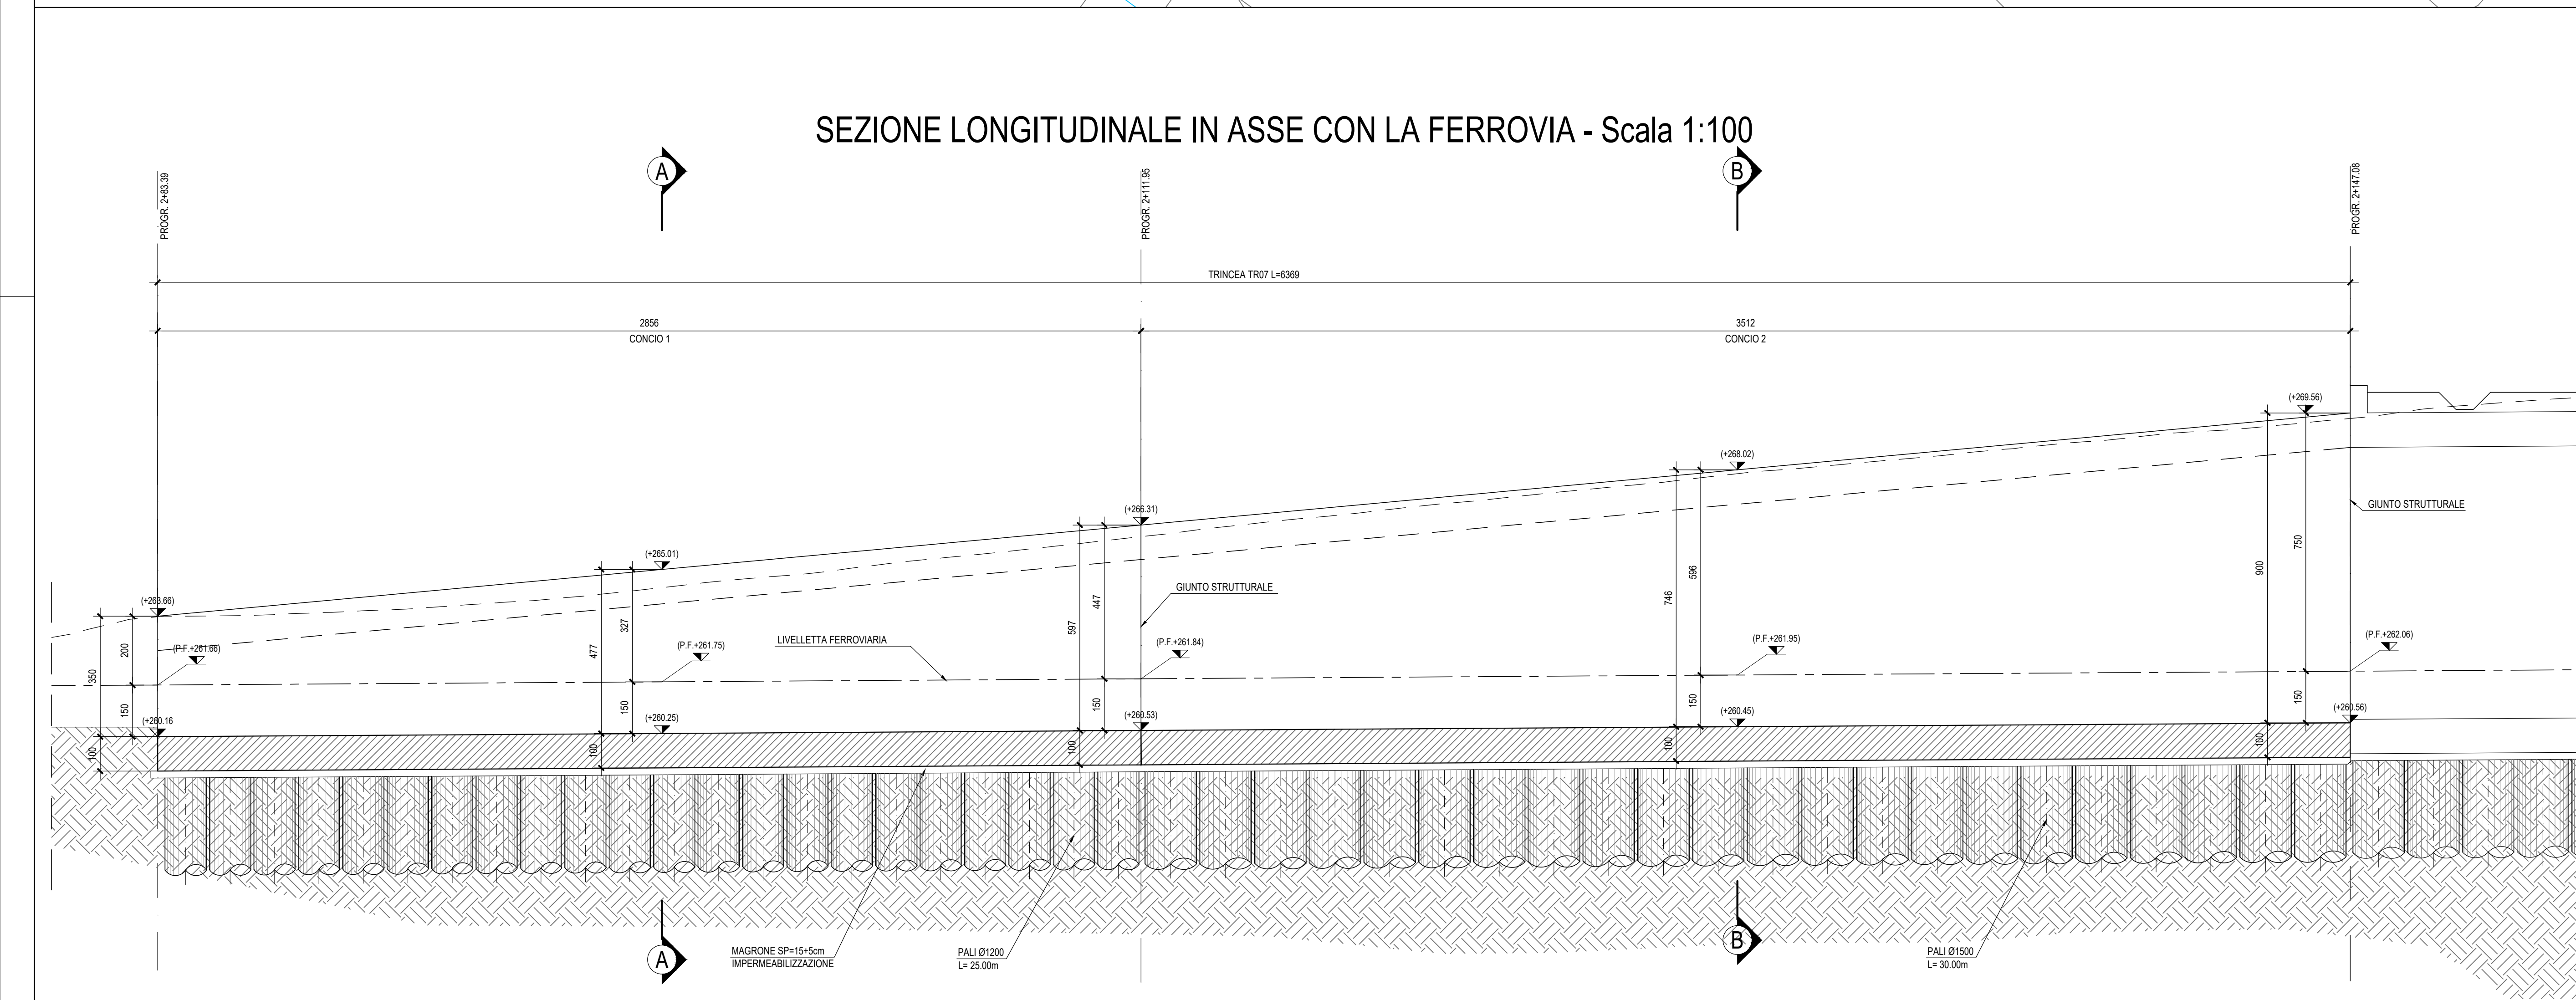 SEZIONE LONGITUDINALE IN ASSE CON LA FERROVIA - Scala 1:100
A
B
PROGR. 2+83.39
PROGR. 2+111.95
PROGR. 2+147.08
TRINCEA TR07 L=6369
2856
CONCIO 1
3512
CONCIO 2
(+263.66)
(+265.01)
(+266.31)
(+268.02)
(+269.56)
GIUNTO STRUTTURALE
GIUNTO STRUTTURALE
LIVELLETTA FERROVIARIA
(P.F.+261.66)
(P.F.+261.75)
(P.F.+261.84)
(P.F.+261.95)
(P.F.+262.06)
350
200
150
100
477
327
150
100
597
447
150
100
746
596
150
100
900
750
150
100
(+260.16
(+260.25)
(+260.53)
(+260.45)
(+260.56)
A
B
MAGRONE SP=15+5cm
IMPERMEABILIZZAZIONE
PALI Ø1200
L= 25.00m
PALI Ø1500
L= 30.00m